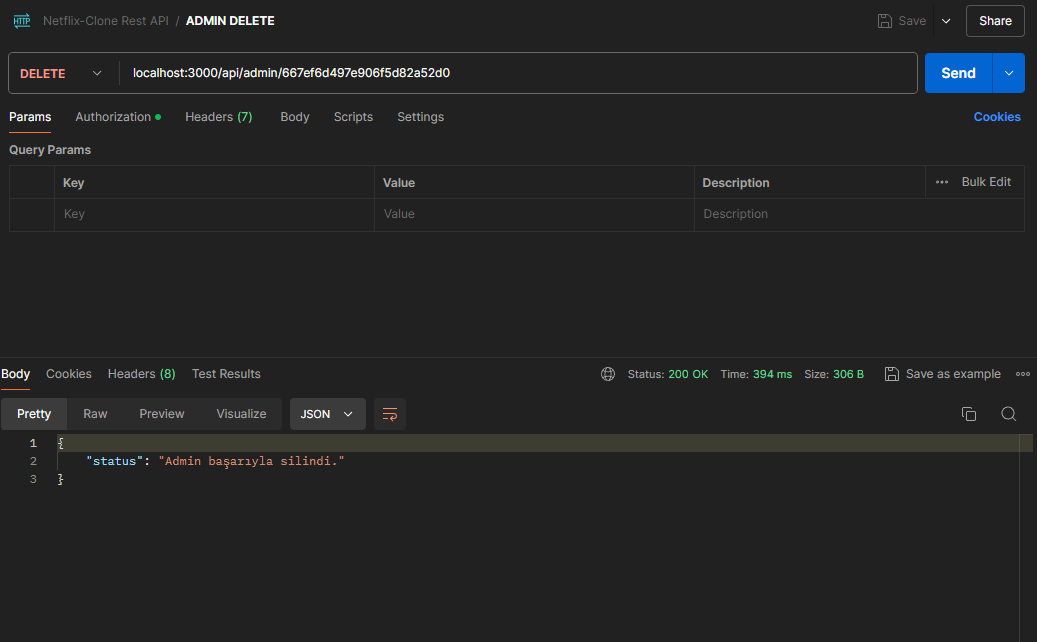 HTTP Netflix-Clone Rest API / ADMIN DELETE Save Share
DELETE localhost:3000/api/admin/667ef6d497e906f5d82a52d0 Send
Params Authorization Headers (7) Body Scripts Settings Cookies
Query Params
Key Value Description Bulk Edit
Key Value Description
Body Cookies Headers (8) Test Results Status: 200 OK Time: 394 ms Size: 306 B Save as example
Pretty Raw Preview Visualize JSON
1 {
2 "status": "Admin başarıyla silindi."
3 }